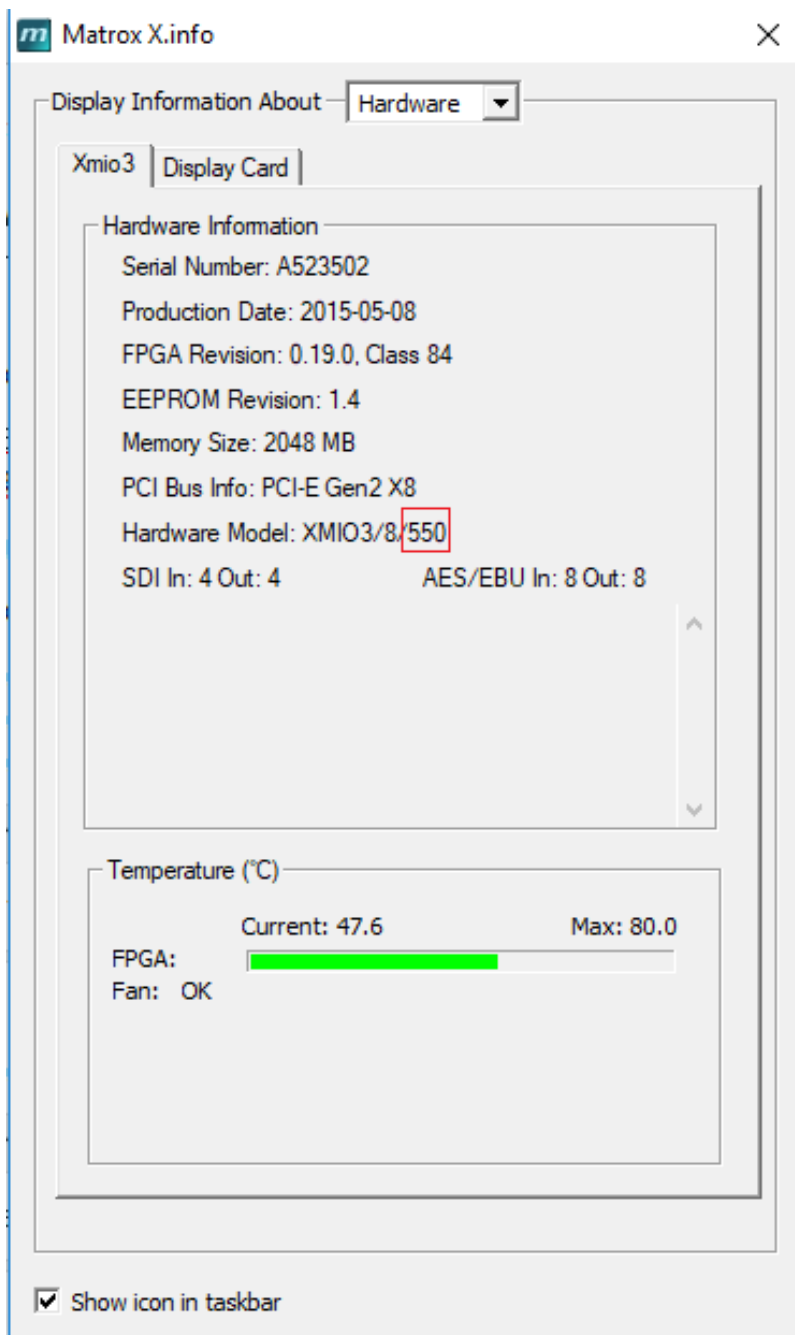 m Matrox X.info
Display Information About Hardware
Xmio3 Display Card
Hardware Information
Serial Number: A523502
Production Date: 2015-05-08
FPGA Revision: 0.19.0, Class 84
EEPROM Revision: 1.4
Memory Size: 2048 MB
PCI Bus Info: PCI-E Gen2 X8
Hardware Model: XMIO3/8/550
SDI In: 4 Out: 4 AES/EBU In: 8 Out: 8
Temperature (°C)
Current: 47.6 Max: 80.0
FPGA:
Fan: OK
Show icon in taskbar